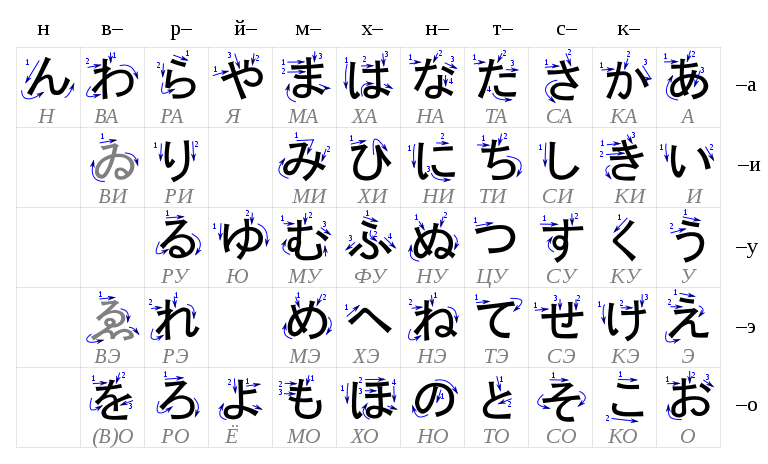 н в– р– й– м– х– н– т– с– к–
ん わ ら や ま は な た さ か あ –а
Н ВА РА Я МА ХА НА ТА СА КА А
ゐ り み ひ に ち し き い –и
ВИ РИ МИ ХИ НИ ТИ СИ КИ И
る ゆ む ふ ぬ つ す く う –у
РУ Ю МУ ФУ НУ ЦУ СУ КУ У
ゑ れ め へ ね て せ け え –э
ВЭ РЭ МЭ ХЭ НЭ ТЭ СЭ КЭ Э
を ろ よ も ほ の と そ こ お –о
(В)О РО Ё МО ХО НО ТО СО КО О